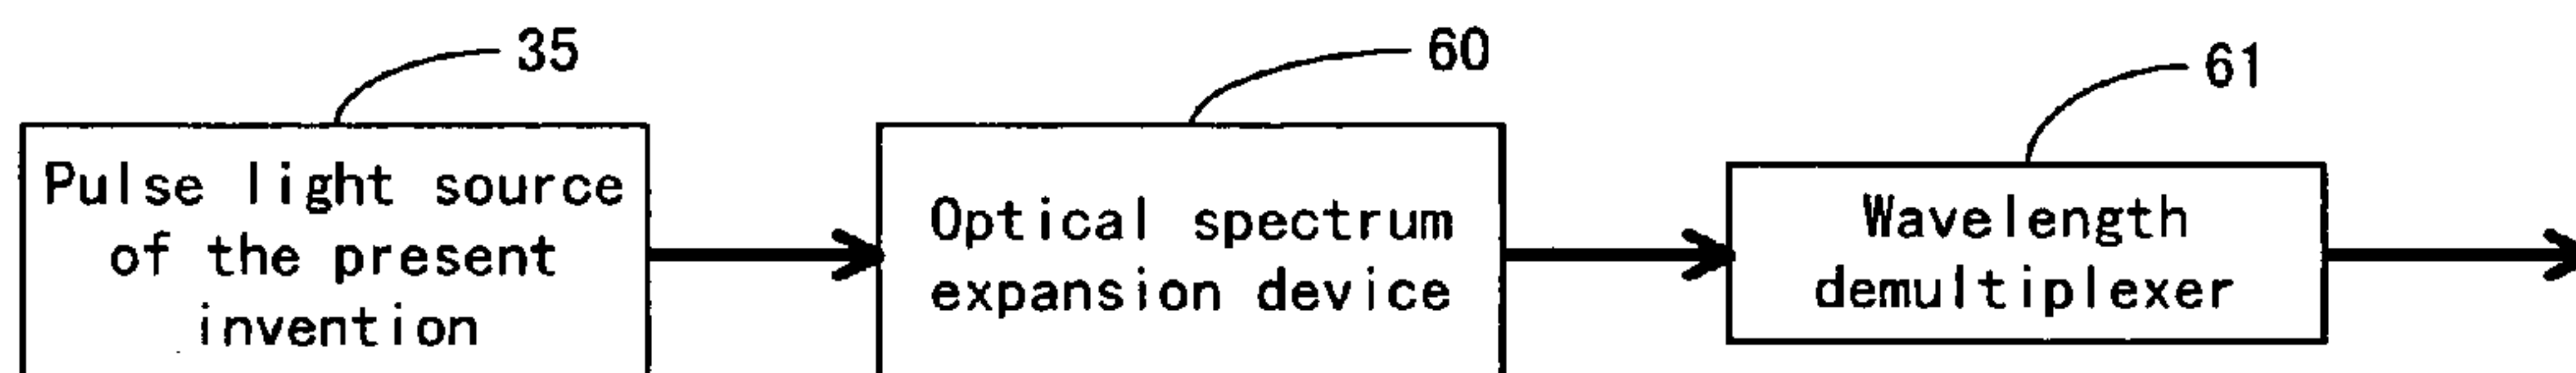 35
60
61
Pulse light source
of the present
invention
Optical spectrum
expansion device
Wavelength
demultiplexer